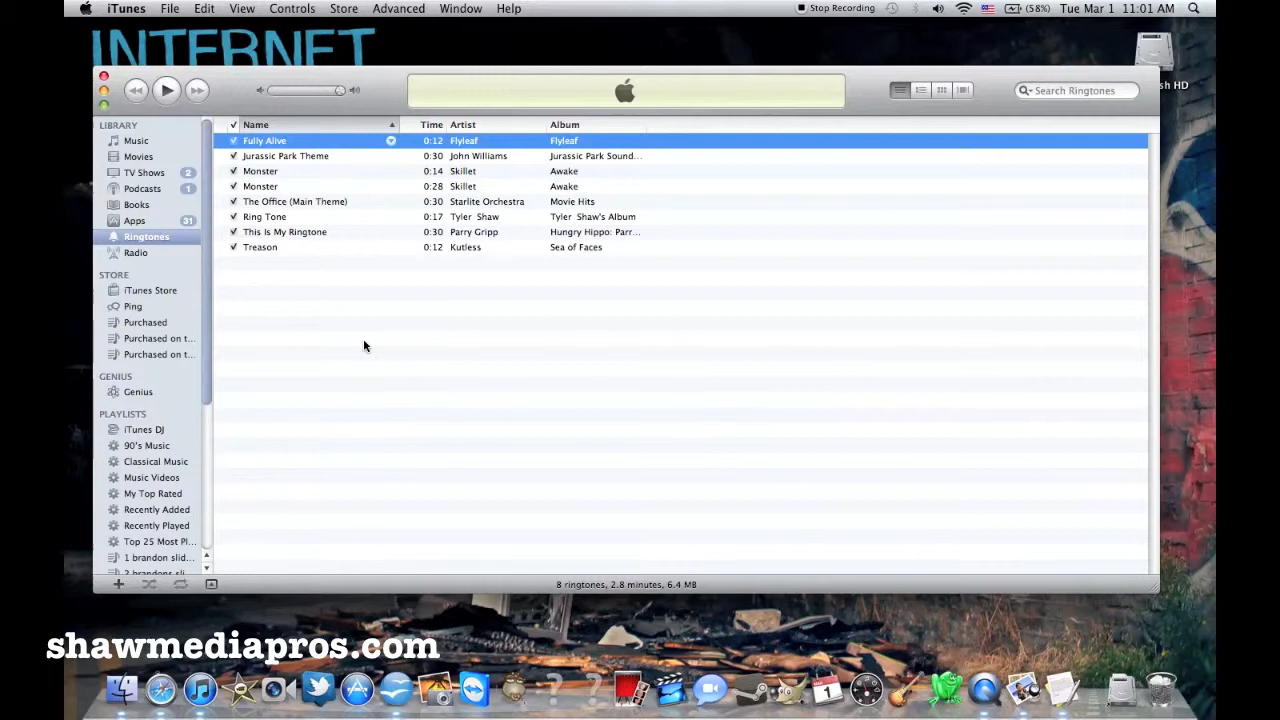 iTunes File Edit View Controls Store Advanced Window Help Stop Recording (58%) Tue Mar 1 11:01 AM
INTERNET
sh HD
Search Ringtones
LIBRARY
Music
Movies
TV Shows 2
Podcasts 1
Books
Apps 31
Ringtones
Radio
STORE
iTunes Store
Ping
Purchased
Purchased on t...
Purchased on t...
GENIUS
Genius
PLAYLISTS
iTunes DJ
90's Music
Classical Music
Music Videos
My Top Rated
Recently Added
Recently Played
Top 25 Most Pl...
1 brandon slid...
2 brandons sli
Name Time Artist Album
Fully Alive 0:12 Flyleaf Flyleaf
Jurassic Park Theme 0:30 John Williams Jurassic Park Sound...
Monster 0:14 Skillet Awake
Monster 0:28 Skillet Awake
The Office (Main Theme) 0:30 Starlite Orchestra Movie Hits
Ring Tone 0:17 Tyler Shaw Tyler Shaw's Album
This Is My Ringtone 0:30 Parry Gripp Hungry Hippo: Parr...
Treason 0:12 Kutless Sea of Faces
8 ringtones, 2.8 minutes, 6.4 MB
shawmediapros.com
1